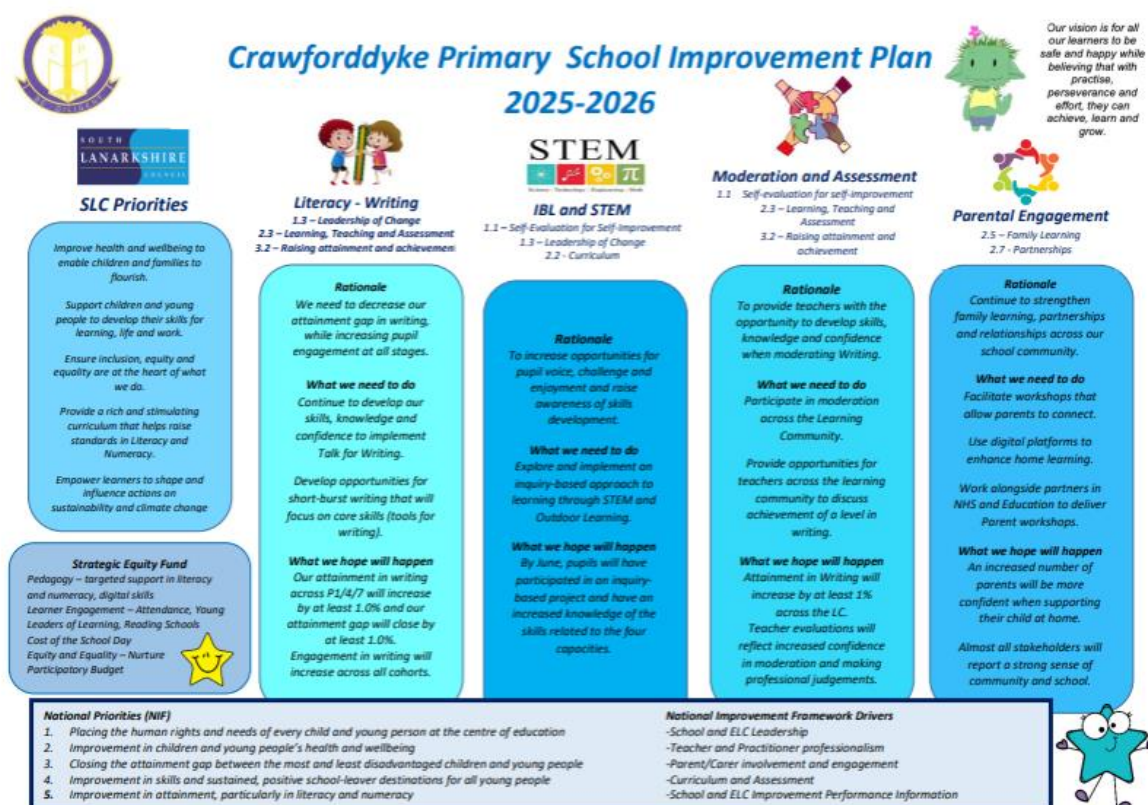 Crawforddyke Primary School Improvement Plan
2025-2026
Our vision is for all
our learners to be
safe and happy while
believing that with
practise,
perseverance and
effort, they can
achieve, learn and
grow.
SOUTH
LANARKSHIRE
COUNCIL
SLC Priorities
Improve health and wellbeing to
enable children and families to
flourish.
Support children and young
people to develop their skills for
learning, life and work.
Ensure inclusion, equity and
equality are at the heart of what
we do.
Provide a rich and stimulating
curriculum that helps raise
standards in Literacy and
Numeracy.
Empower learners to shape and
influence actions on
sustainability and climate change
Strategic Equity Fund
Pedagogy – targeted support in literacy
and numeracy, digital skills
Learner Engagement – Attendance, Young
Leaders of Learning, Reading Schools
Cost of the School Day
Equity and Equality – Nurture
Participatory Budget
Literacy - Writing
1.3 – Leadership of Change
2.3 – Learning, Teaching and Assessment
3.2 – Raising attainment and achievemen
Rationale
We need to decrease our
attainment gap in writing,
while increasing pupil
engagement at all stages.
What we need to do
Continue to develop our
skills, knowledge and
confidence to implement
Talk for Writing.
Develop opportunities for
short-burst writing that will
focus on core skills (tools for
writing).
What we hope will happen
Our attainment in writing
across P1/4/7 will increase
by at least 1.0% and our
attainment gap will close by
at least 1.0%.
Engagement in writing will
increase across all cohorts.
STEM
Science - Technology - Engineering - Math
IBL and STEM
1.1 – Self-Evaluation for Self-Improvement
1.3 – Leadership of Change
2.2 - Curriculum
Rationale
To increase opportunities for
pupil voice, challenge and
enjoyment and raise
awareness of skills
development.
What we need to do
Explore and implement an
inquiry-based approach to
learning through STEM and
Outdoor Learning.
What we hope will happen
By June, pupils will have
participated in an inquiry-
based project and have an
increased knowledge of the
skills related to the four
capacities.
Moderation and Assessment
1.1 Self-evaluation for self-improvement
2.3 – Learning, Teaching and
Assessment
3.2 – Raising attainment and
achievement
Rationale
To provide teachers with the
opportunity to develop skills,
knowledge and confidence
when moderating Writing.
What we need to do
Participate in moderation
across the Learning
Community.
Provide opportunities for
teachers across the learning
community to discuss
achievement of a level in
writing.
What we hope will happen
Attainment in Writing will
increase by at least 1%
across the LC.
Teacher evaluations will
reflect increased confidence
in moderation and making
professional judgements.
Parental Engagement
2.5 – Family Learning
2.7 - Partnerships
Rationale
Continue to strengthen
family learning, partnerships
and relationships across our
school community.
What we need to do
Facilitate workshops that
allow parents to connect.
Use digital platforms to
enhance home learning.
Work alongside partners in
NHS and Education to deliver
Parent workshops.
What we hope will happen
An increased number of
parents will be more
confident when supporting
their child at home.
Almost all stakeholders will
report a strong sense of
community and school.
National Priorities (NIF)
1. Placing the human rights and needs of every child and young person at the centre of education
2. Improvement in children and young people's health and wellbeing
3. Closing the attainment gap between the most and least disadvantaged children and young people
4. Improvement in skills and sustained, positive school-leaver destinations for all young people
5. Improvement in attainment, particularly in literacy and numeracy
National Improvement Framework Drivers
-School and ELC Leadership
-Teacher and Practitioner professionalism
-Parent/Carer involvement and engagement
-Curriculum and Assessment
-School and ELC Improvement Performance Information